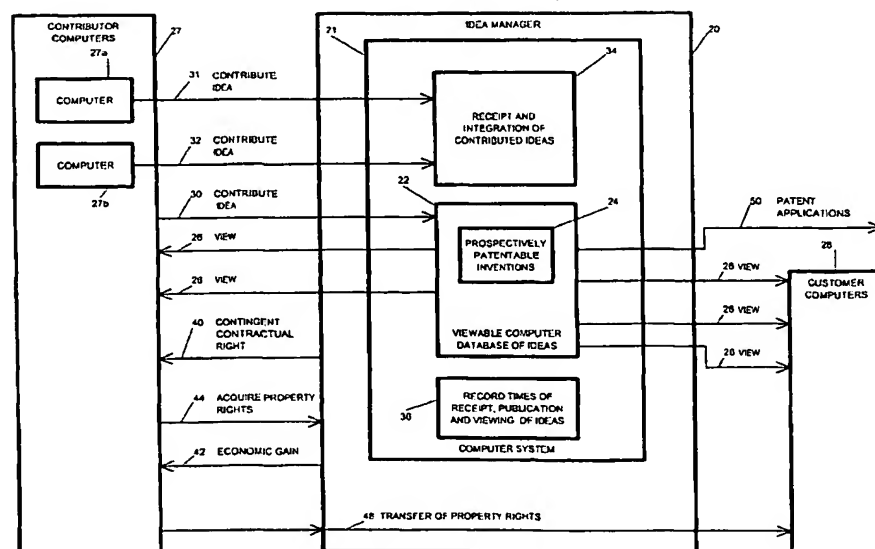 CONTRIBUTOR
COMPUTERS
27a
COMPUTER
COMPUTER
27b
27
31 CONTRIBUTE
IDEA
32 CONTRIBUTE
IDEA
30 CONTRIBUTE
IDEA
26 VIEW
26 VIEW
40 CONTINGENT
CONTRACTUAL
RIGHT
44 ACQUIRE PROPERTY
RIGHTS
42 ECONOMIC GAIN
48 TRANSFER OF PROPERTY RIGHTS
IDEA MANAGER
21
20
34
RECEIPT AND
INTEGRATION OF
CONTRIBUTED IDEAS
22
24
PROSPECTIVELY
PATENTABLE
INVENTIONS
VIEWABLE COMPUTER
DATABASE OF IDEAS
36
RECORD TIMES OF
RECEIPT, PUBLICATION
AND VIEWING OF IDEAS
COMPUTER SYSTEM
50 PATENT
APPLICATIONS
28
26 VIEW
26 VIEW
26 VIEW
CUSTOMER
COMPUTERS